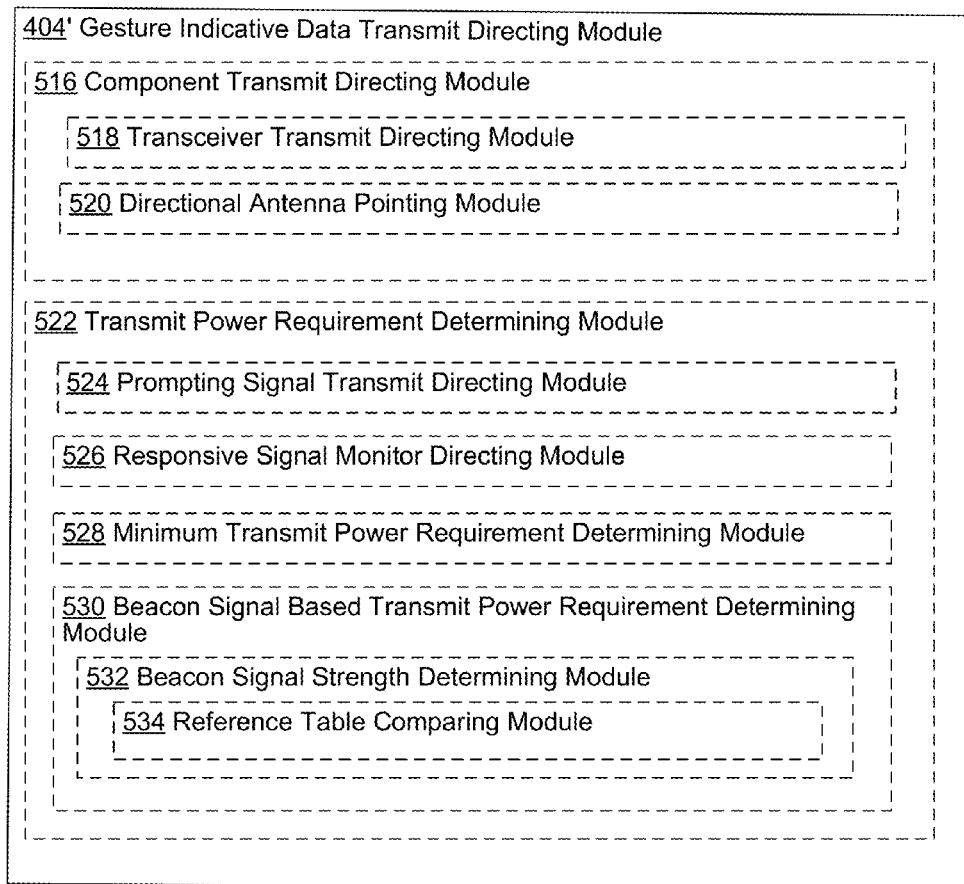 404' Gesture Indicative Data Transmit Directing Module
516 Component Transmit Directing Module
518 Transceiver Transmit Directing Module
520 Directional Antenna Pointing Module
522 Transmit Power Requirement Determining Module
524 Prompting Signal Transmit Directing Module
526 Responsive Signal Monitor Directing Module
528 Minimum Transmit Power Requirement Determining Module
530 Beacon Signal Based Transmit Power Requirement Determining
Module
532 Beacon Signal Strength Determining Module
534 Reference Table Comparing Module